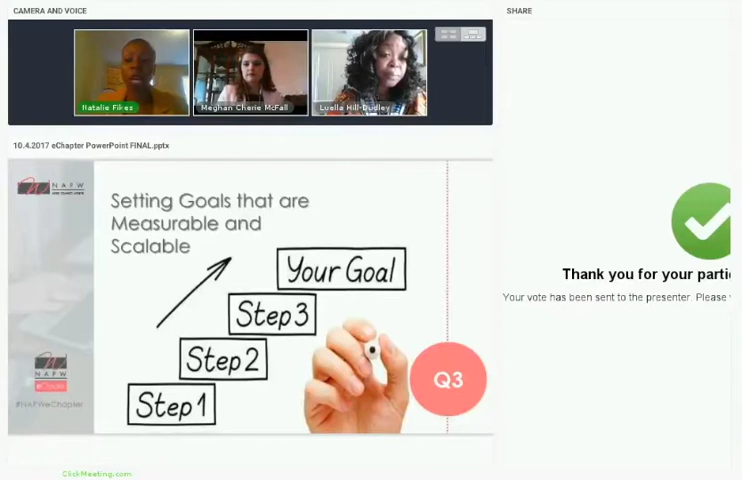 CAMERA AND VOICE
SHARE
Natalie Fikes
Meghan Cherie McFall
Luella Hill-Dudley
10.4.2017 eChapter PowerPoint FINAL.pptx
NAFW
Setting Goals that are
Measurable and
Scalable
Your Goal
Step3
Step2
Step1
Q3
NAFW
eChapter
#NAFWeChapter
Thank you for your parti
Your vote has been sent to the presenter. Please
ClickMeeting.com